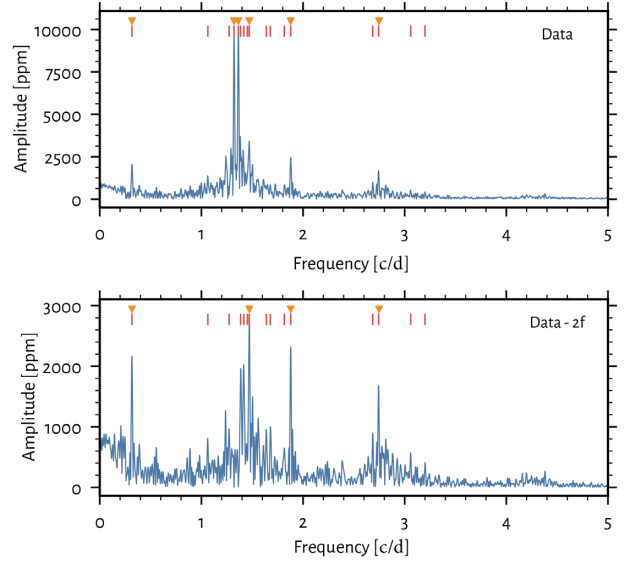 10000
Data
7500
5000
2500
0
Amplitude [ppm]
0 1 2 3 4 5
Frequency [c/d]
3000
Data - 2f
2000
1000
0
Amplitude [ppm]
0 1 2 3 4 5
Frequency [c/d]